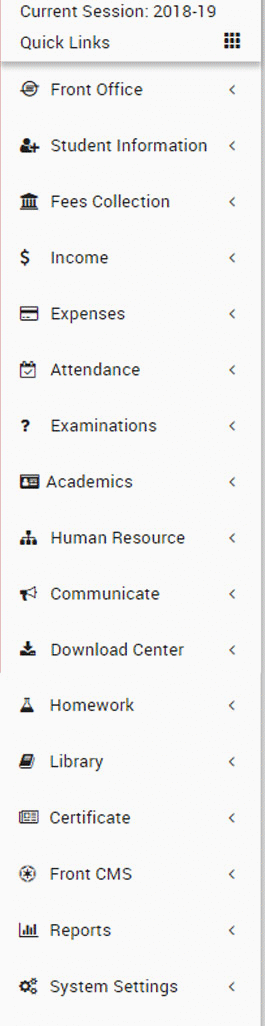 Current Session: 2018-19
Quick Links
Front Office
Student Information
Fees Collection
Income
Expenses
Attendance
Examinations
Academics
Human Resource
Communicate
Download Center
Homework
Library
Certificate
Front CMS
Reports
System Settings